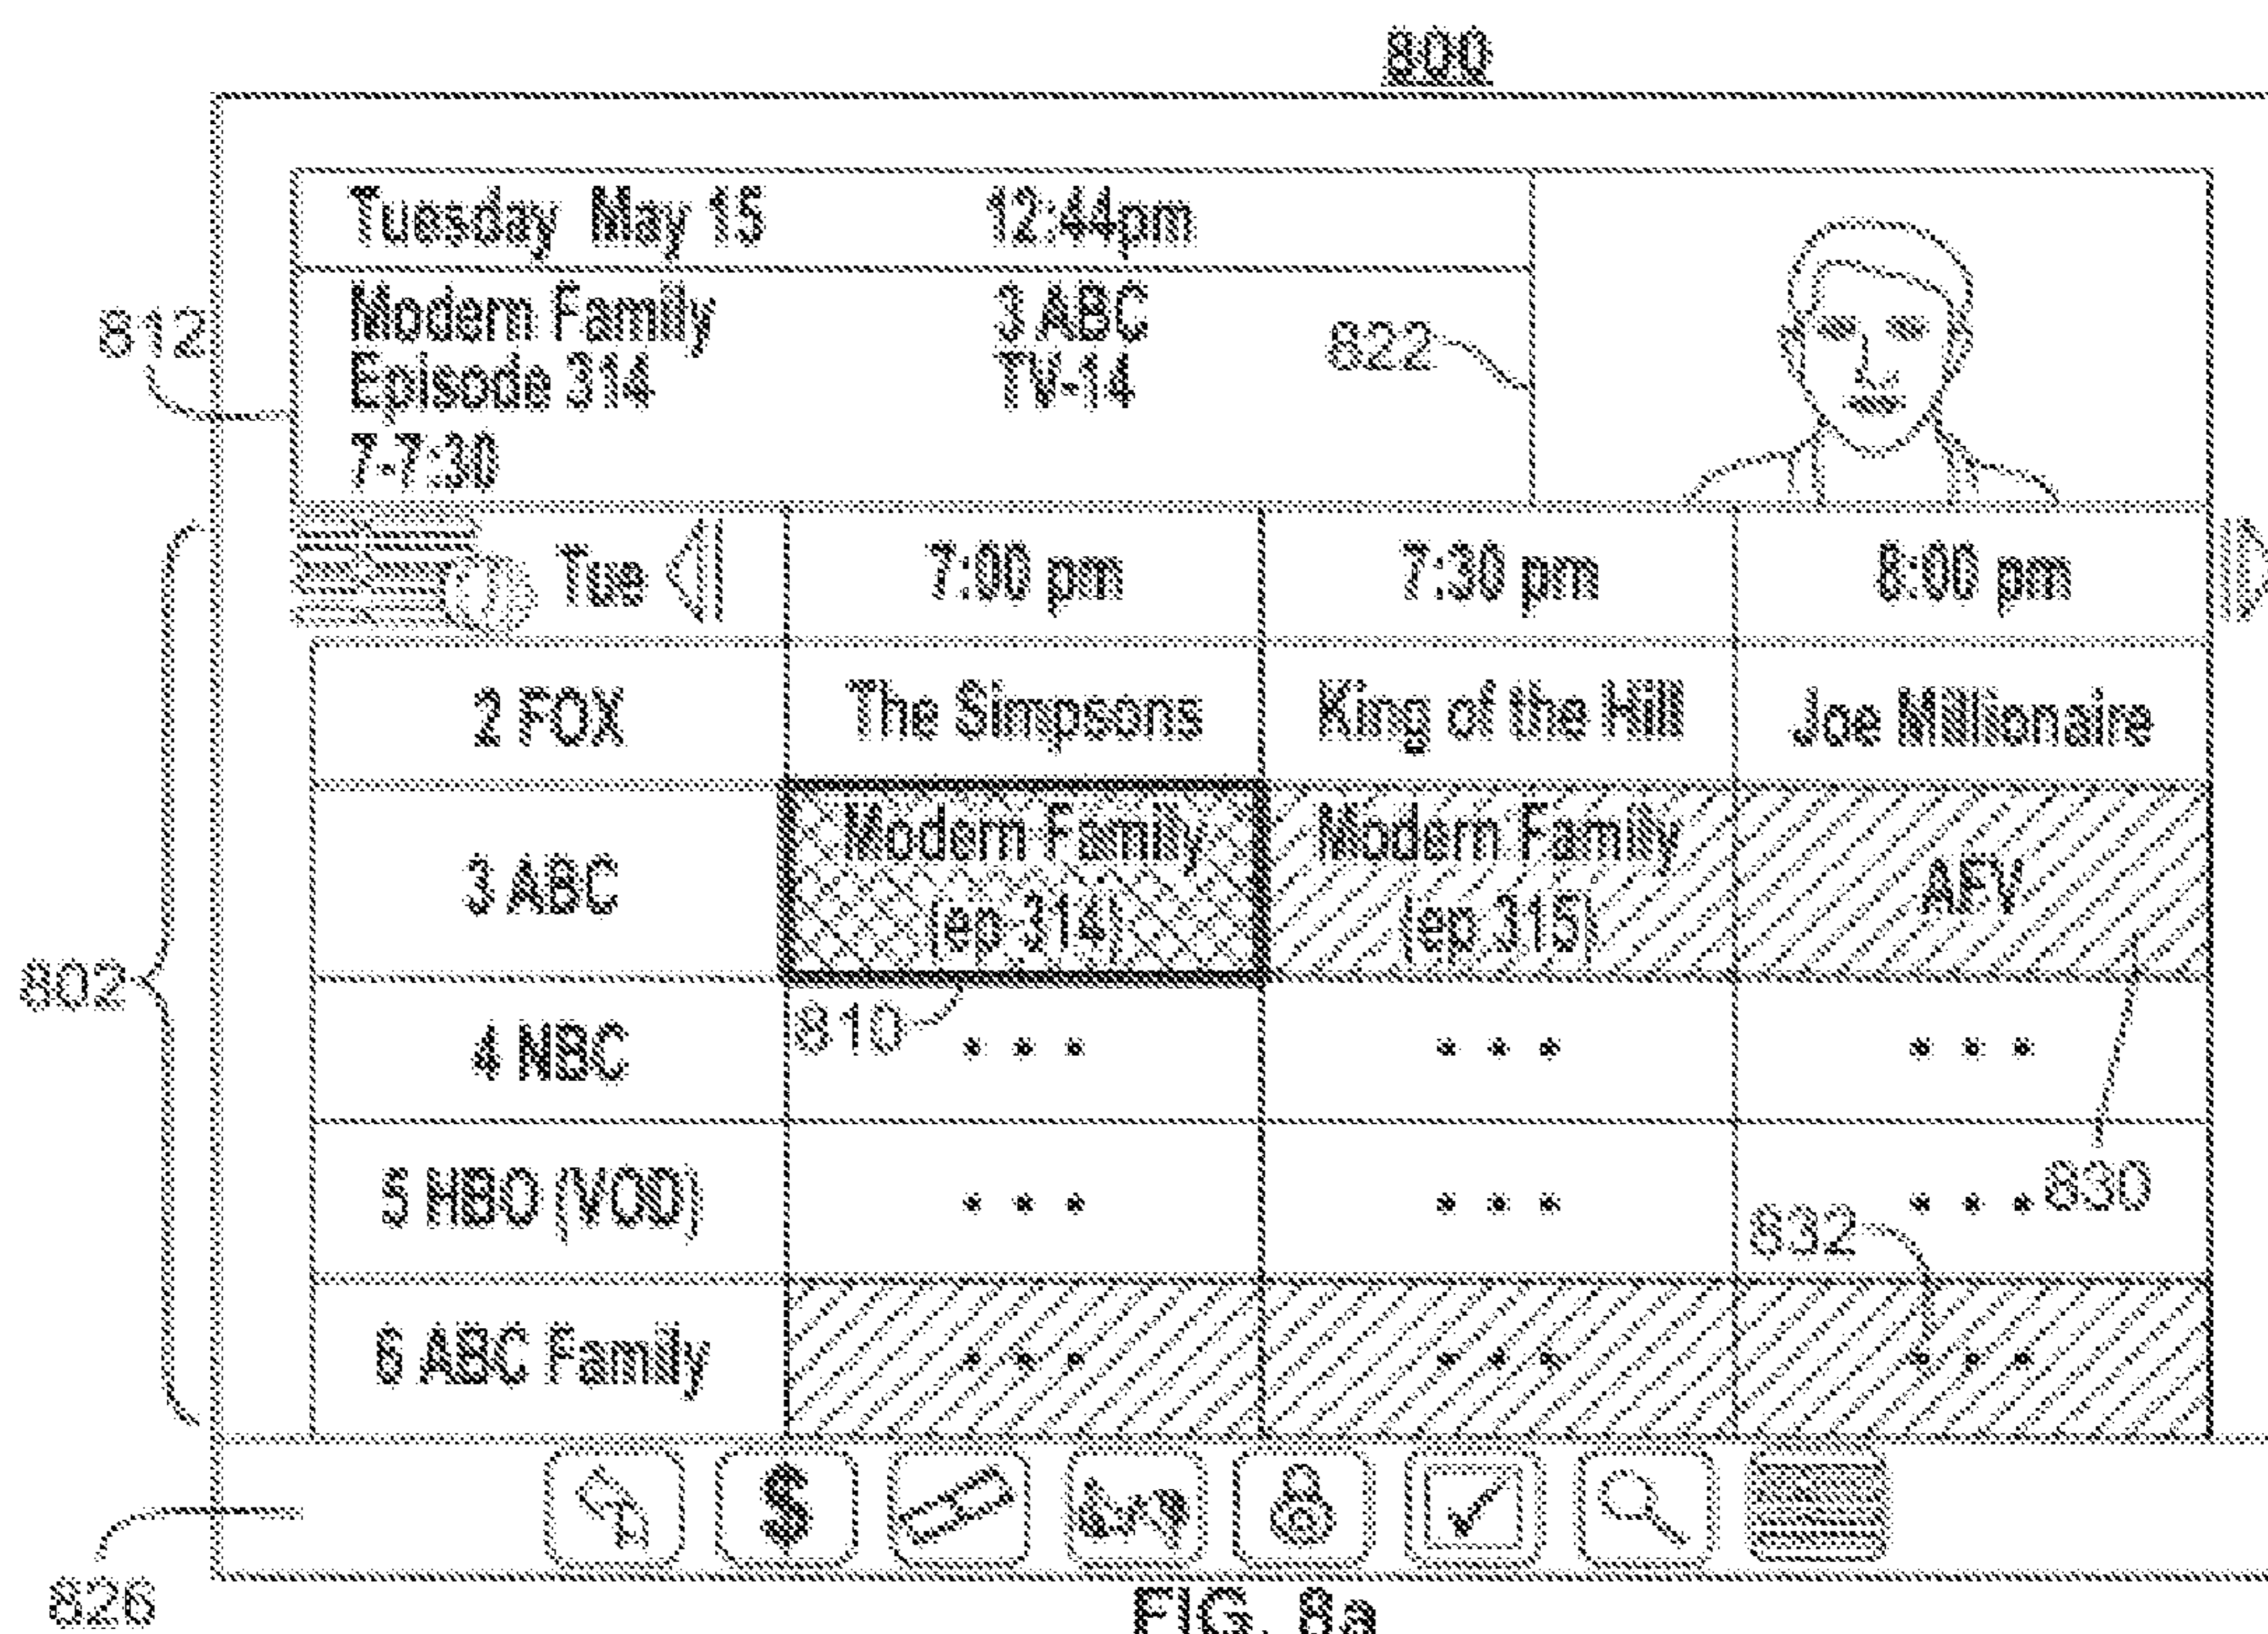 800
Tuesday May 15 12:44pm
812
Modern Family 3 ABC
822
Episode 314 TV-14
7-7:30
Tue 7:00 pm 7:30 pm 8:00 pm
2 FOX The Simpsons King of the Hill Joe Millionaire
3 ABC Modern Family (ep 314) Modern Family (ep 315) AFV
802
810
4 NBC • • • • • • • • •
5 HBO (VOD) • • • • • • • • •
830
832
6 ABC Family • • • • • • • • •
$
826
FIG. 8a